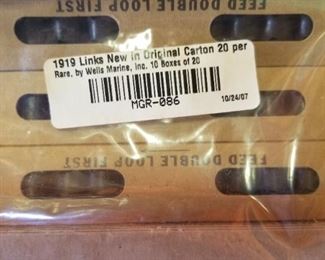 FEED DOUBLE LOOP FIRST
1919 Links New in Original Carton 20 per
Rare, by Wells Marine, Inc. 10 Boxes of 20
MGR-086
10/24/07
FEED DOUBLE LOOP FIRST